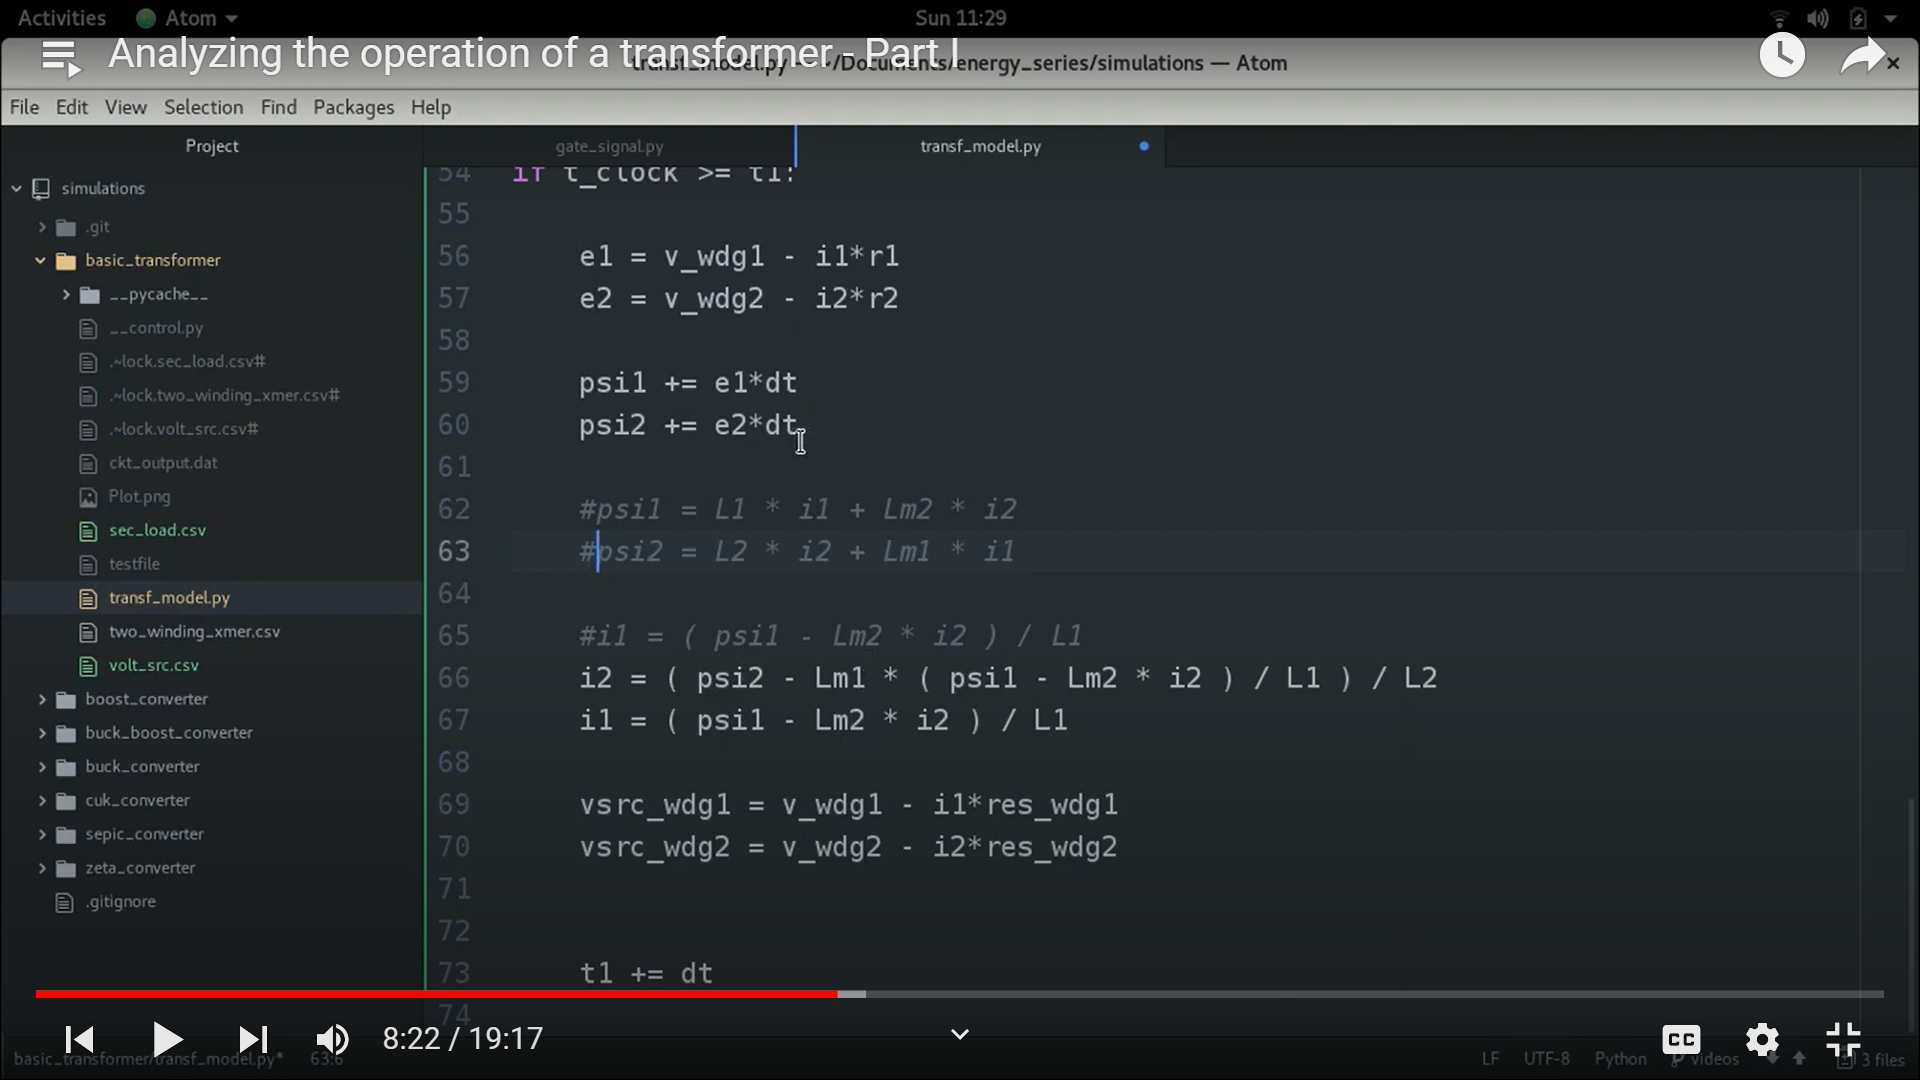 Activities Atom Sun 11:29
Analyzing the operation of a transformer - Part I
transf_model.py — ~/Documents/energy_series/simulations — Atom
File Edit View Selection Find Packages Help
Project
gate_signal.py transf_model.py
simulations
.git
basic_transformer
__pycache__
__control.py
.~lock.sec_load.csv#
.~lock.two_winding_xmer.csv#
.~lock.volt_src.csv#
ckt_output.dat
Plot.png
sec_load.csv
testfile
transf_model.py
two_winding_xmer.csv
volt_src.csv
boost_converter
buck_boost_converter
buck_converter
cuk_converter
sepic_converter
zeta_converter
.gitignore
54 if t_clock >= t1:
55
56 e1 = v_wdg1 - i1*r1
57 e2 = v_wdg2 - i2*r2
58
59 psi1 += e1*dt
60 psi2 += e2*dt
61
62 #psi1 = L1 * i1 + Lm2 * i2
63 #psi2 = L2 * i2 + Lm1 * i1
64
65 #i1 = ( psi1 - Lm2 * i2 ) / L1
66 i2 = ( psi2 - Lm1 * ( psi1 - Lm2 * i2 ) / L1 ) / L2
67 i1 = ( psi1 - Lm2 * i2 ) / L1
68
69 vsrc_wdg1 = v_wdg1 - i1*res_wdg1
70 vsrc_wdg2 = v_wdg2 - i2*res_wdg2
71
72
73 t1 += dt
74
8:22 / 19:17 CC
basic_transformer/transf_model.py* 63:6 LF UTF-8 Python videos 3 files